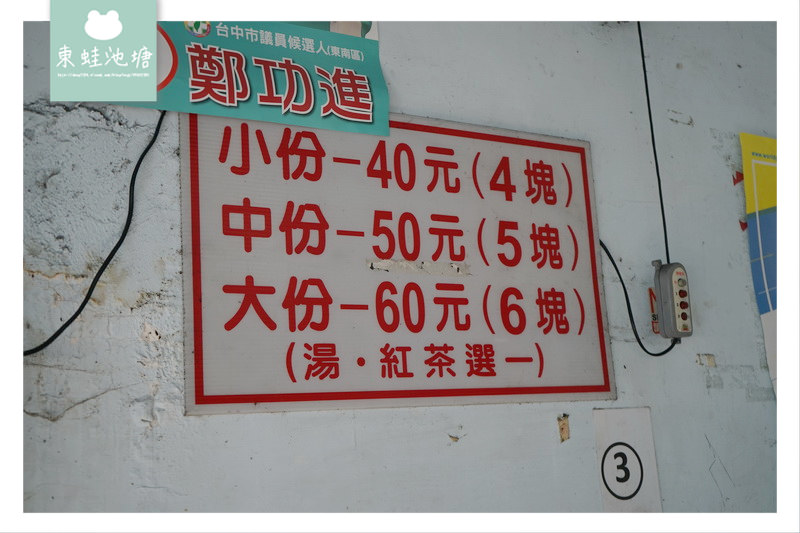 東蛙池塘
台中市議員候選人(東南區)
鄭功進
小份－40元(4塊)
中份－50元(5塊)
大份－60元(6塊)
(湯・紅茶選一)
3